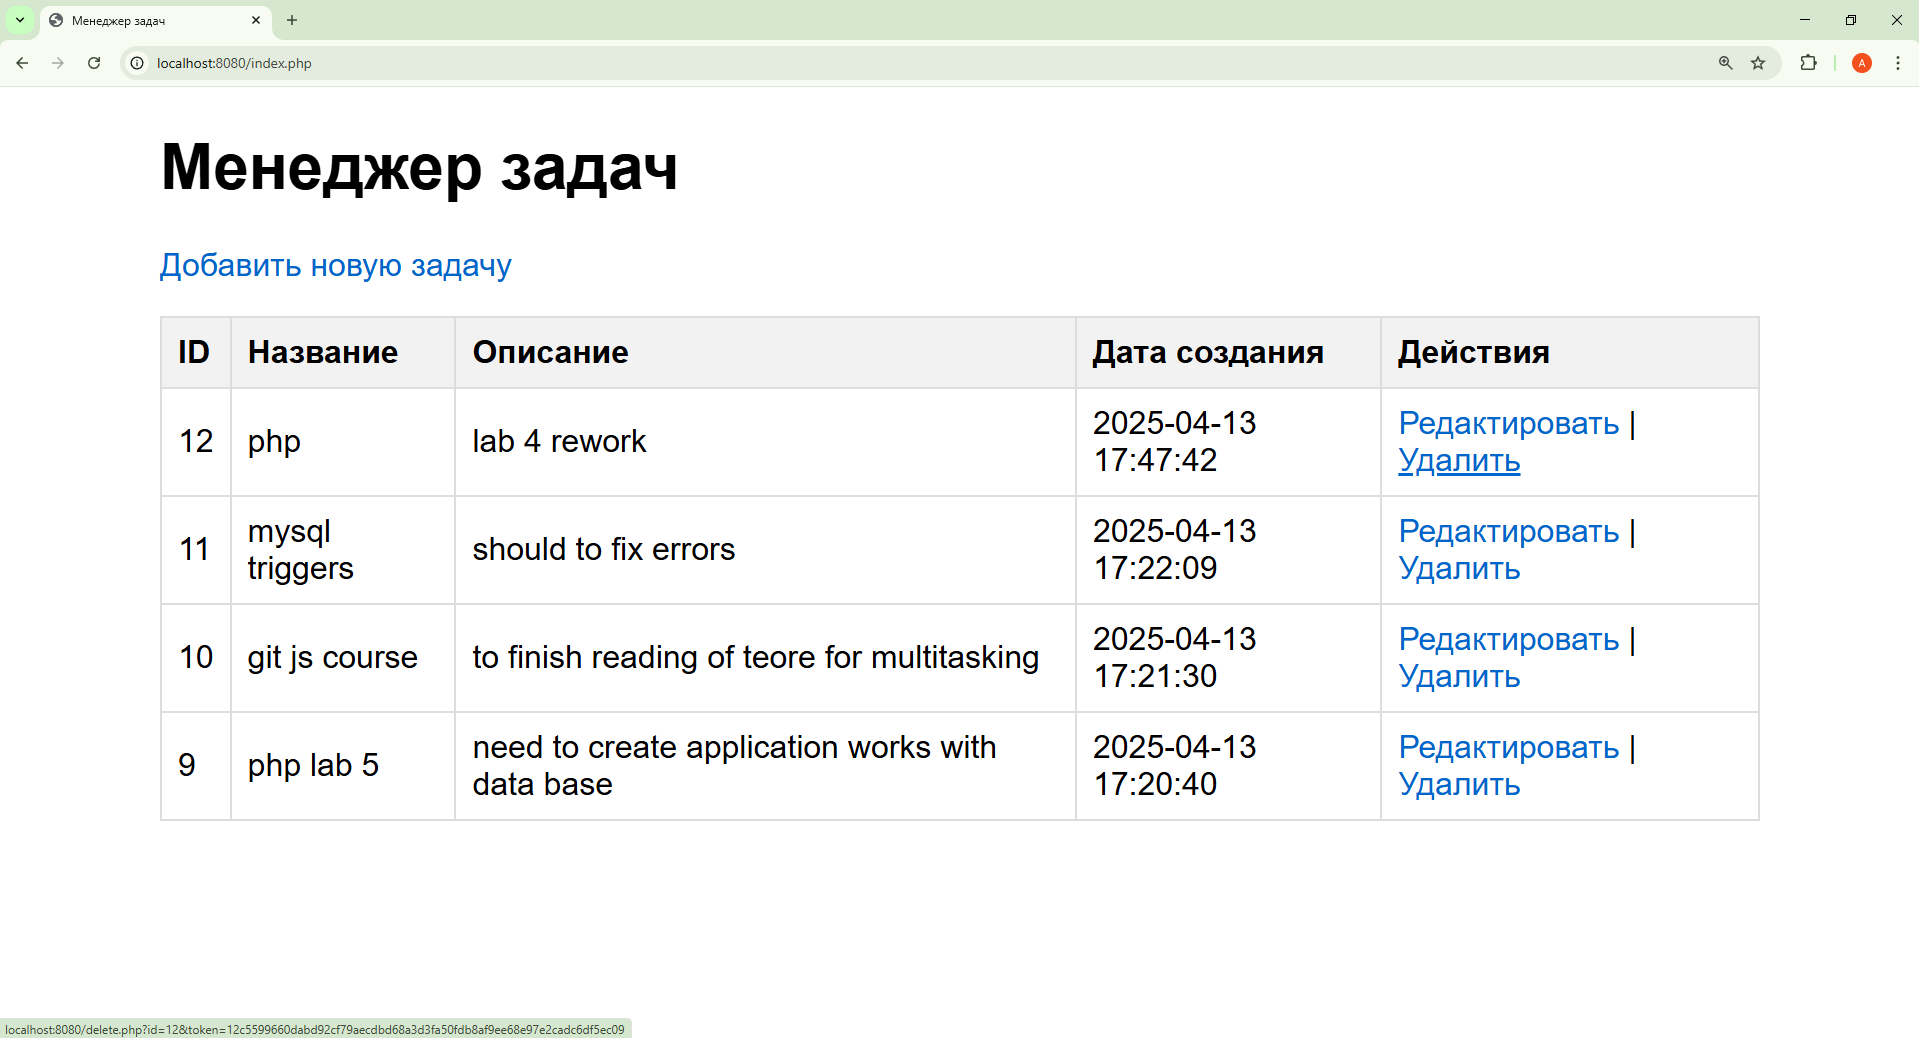 Менеджер задач
localhost:8080/index.php
A
Менеджер задач
Добавить новую задачу
ID Название Описание Дата создания Действия
12 php lab 4 rework 2025-04-13 17:47:42 Редактировать | Удалить
11 mysql triggers should to fix errors 2025-04-13 17:22:09 Редактировать | Удалить
10 git js course to finish reading of teore for multitasking 2025-04-13 17:21:30 Редактировать | Удалить
9 php lab 5 need to create application works with data base 2025-04-13 17:20:40 Редактировать | Удалить
localhost:8080/delete.php?id=12&token=12c5599660dabd92cf79aecdbd68a3d3fa50fdb8af9ee68e97e2cadc6df5ec09